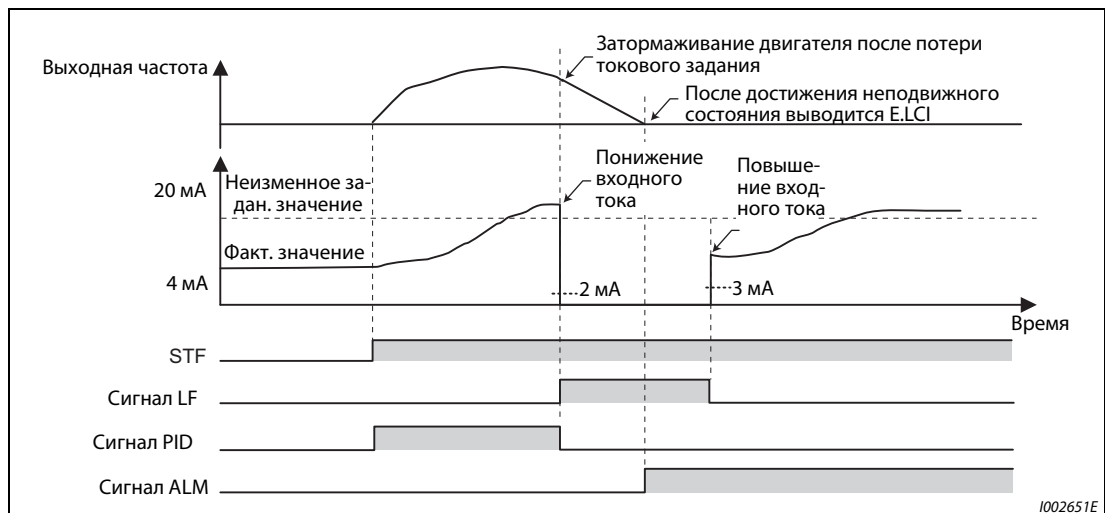 Выходная частота
Затормаживание двигателя после потери
токового задания
После достижения неподвижного
состояния выводится E.LCI
20 мА
Неизменное за-
дан. значение
Понижение
входного
тока
Повыше-
ние вход-
ного тока
Факт. значение
4 мА
2 мА
3 мА
Время
STF
Сигнал LF
Сигнал PID
Сигнал ALM
I002651E